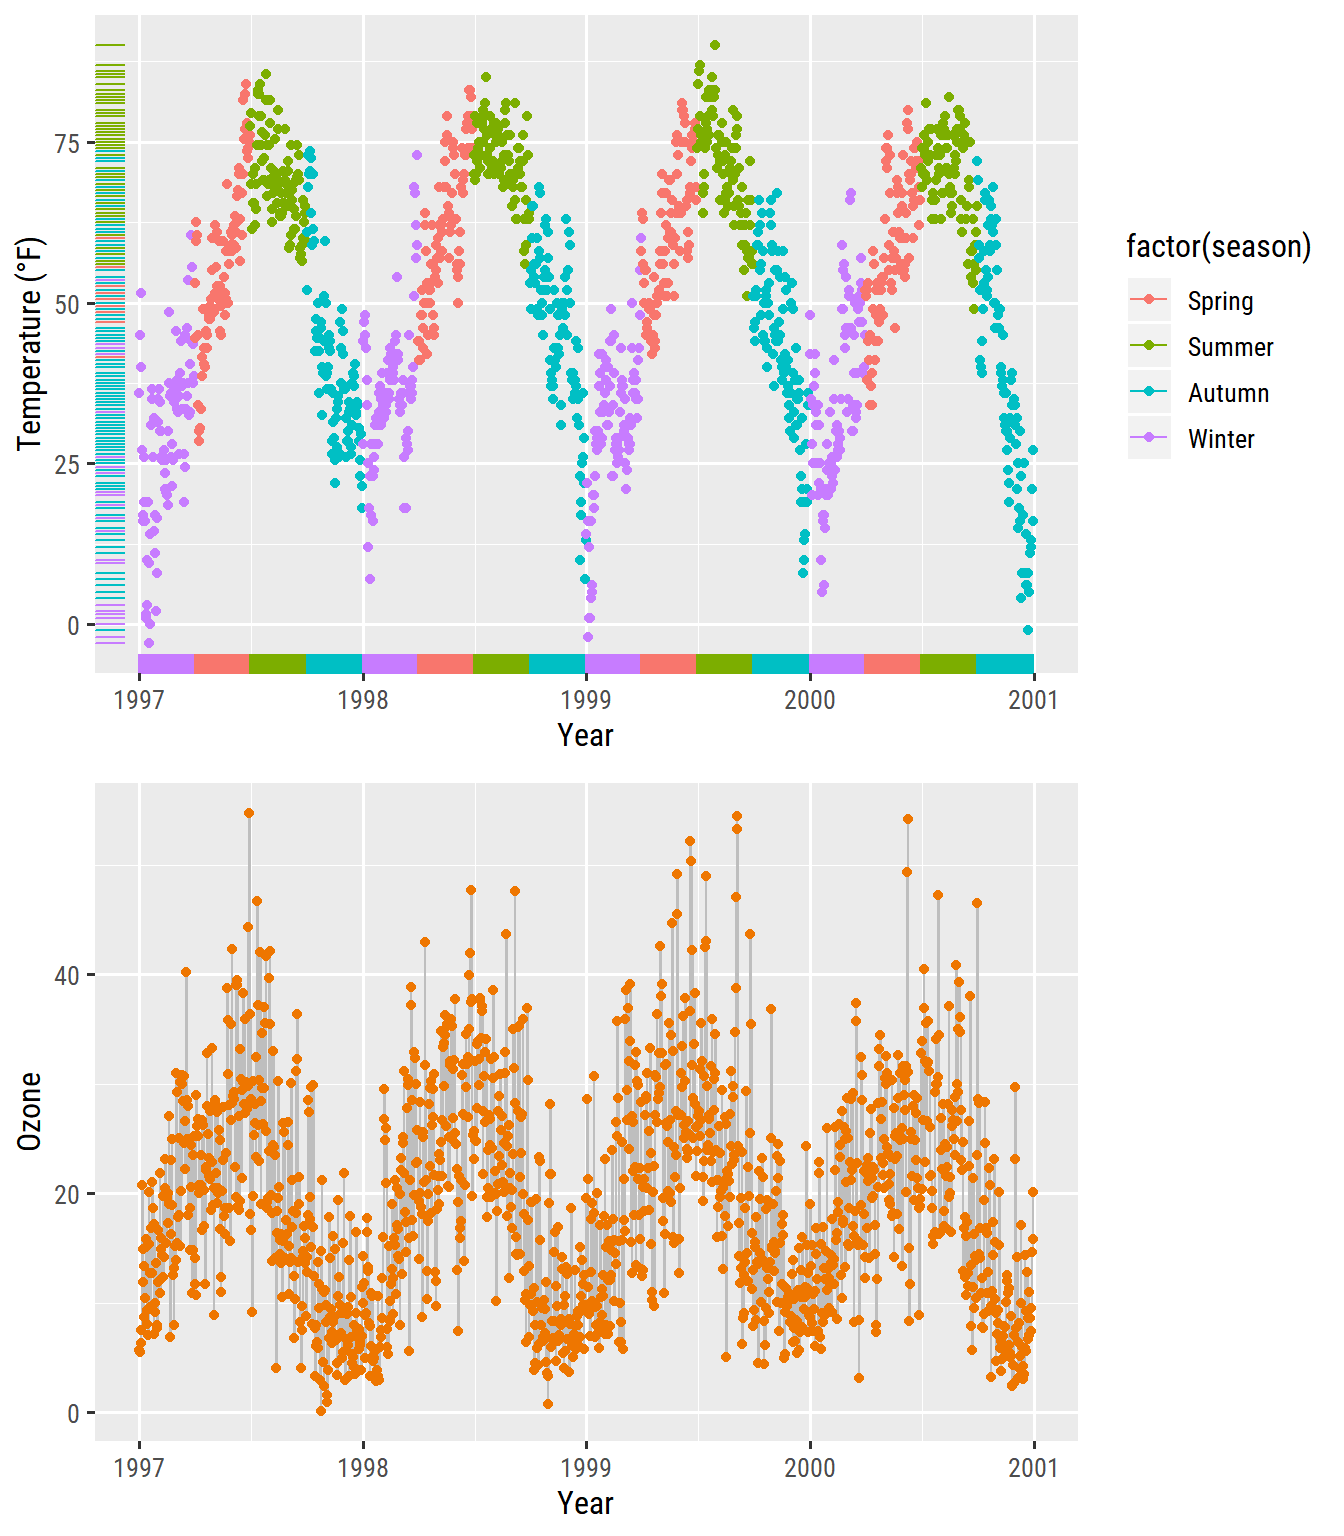 75
50
25
0
Temperature (°F)
1997 1998 1999 2000 2001
Year
factor(season)
Spring
Summer
Autumn
Winter
40
20
0
Ozone
1997 1998 1999 2000 2001
Year